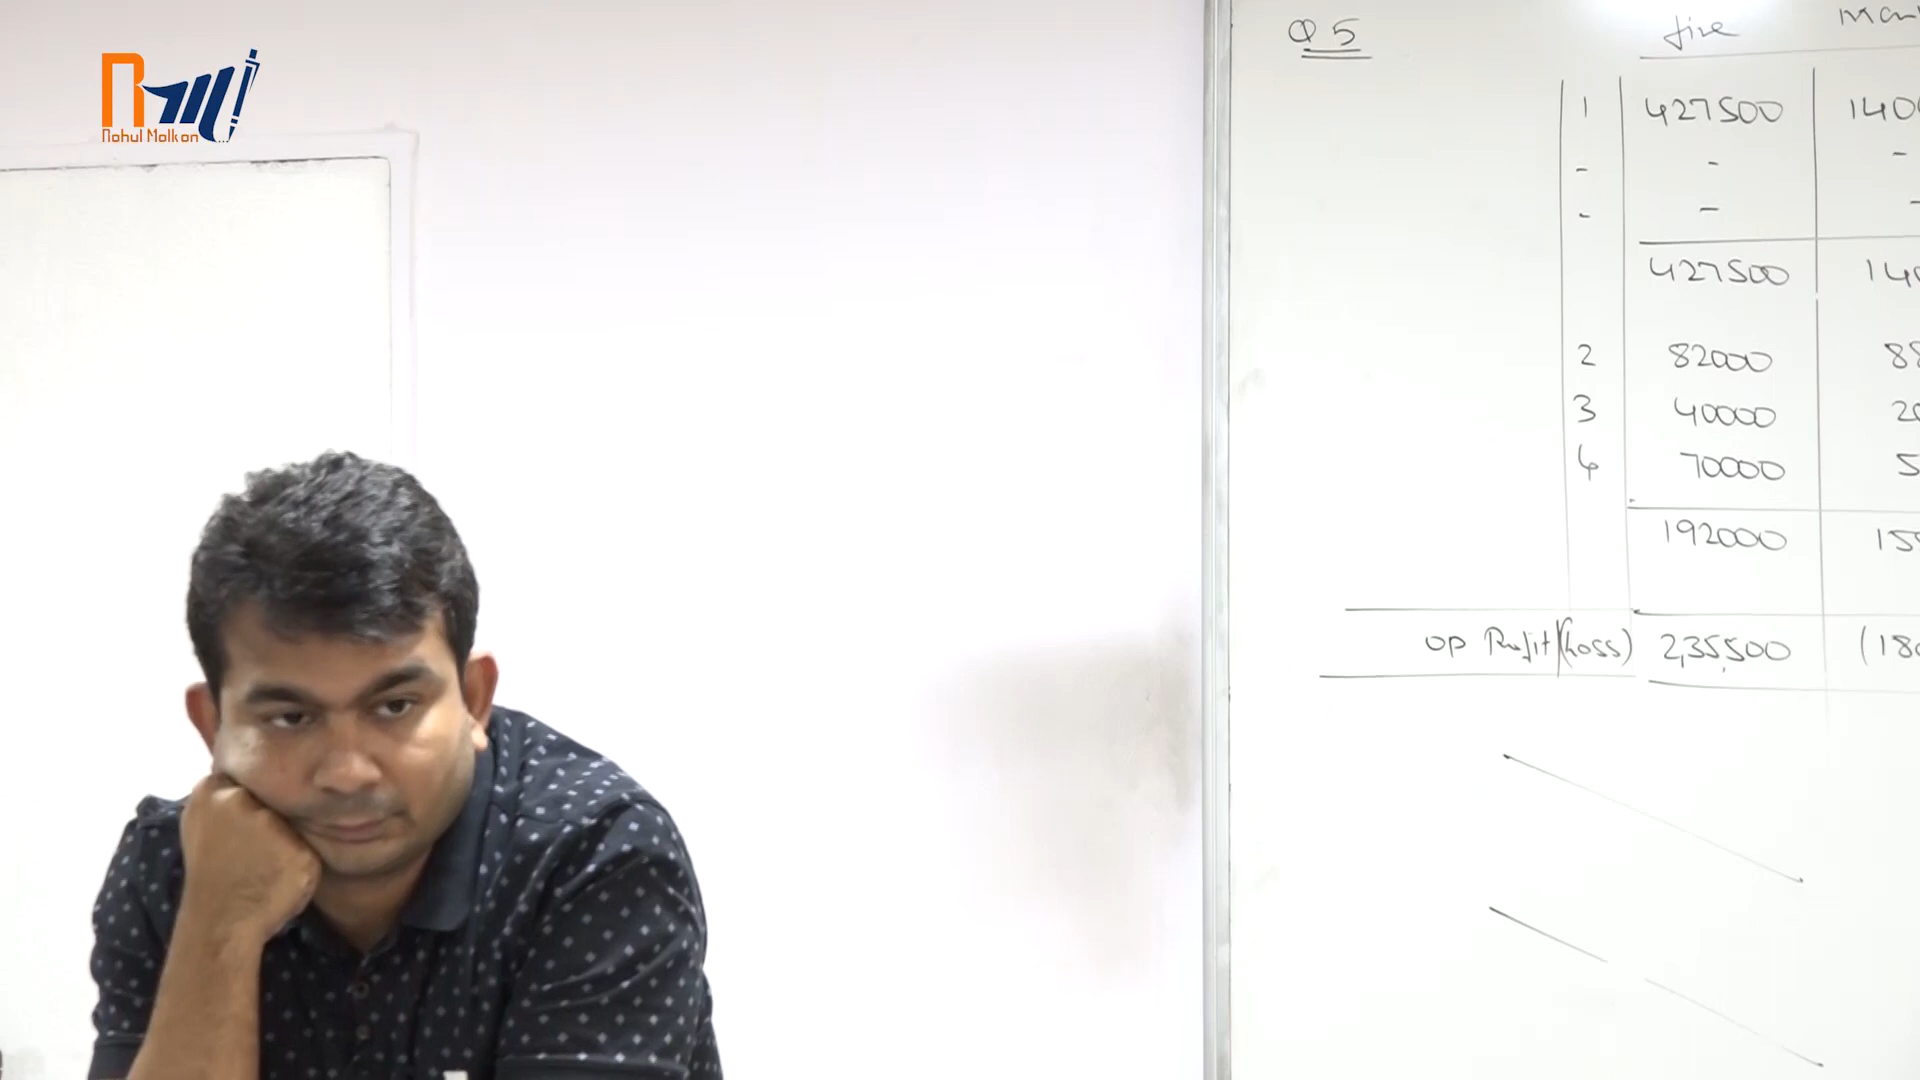 Rahul Malkan
Q 5
fire
1 427500
- - -
- - -
427500
2 82000
3 40000
4 70000
192000
op Profit/(Loss) 2,35,500